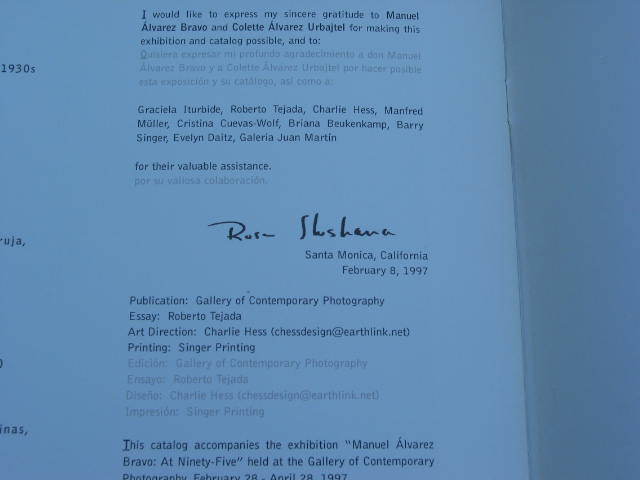 1930s
ruja,
)
inas,
I would like to express my sincere gratitude to Manuel
Álvarez Bravo and Colette Álvarez Urbajtel for making this
exhibition and catalog possible, and to:
Quisiera expresar mi profundo agradecimiento a don Manuel
Álvarez Bravo y a Colette Álvarez Urbajtel por hacer posible
esta exposición y su catálogo, así como a:
Graciela Iturbide, Roberto Tejada, Charlie Hess, Manfred
Müller, Cristina Cuevas-Wolf, Briana Beukenkamp, Barry
Singer, Evelyn Daitz, Galería Juan Martín
for their valuable assistance.
por su valiosa colaboración.
Rose Shoshana
Santa Monica, California
February 8, 1997
Publication: Gallery of Contemporary Photography
Essay: Roberto Tejada
Art Direction: Charlie Hess (chessdesign@earthlink.net)
Printing: Singer Printing
Edición: Gallery of Contemporary Photography
Ensayo: Roberto Tejada
Diseño: Charlie Hess (chessdesign@earthlink.net)
Impresión: Singer Printing
This catalog accompanies the exhibition “Manuel Álvarez
Bravo: At Ninety-Five” held at the Gallery of Contemporary
Photography, February 28 - April 28, 1997